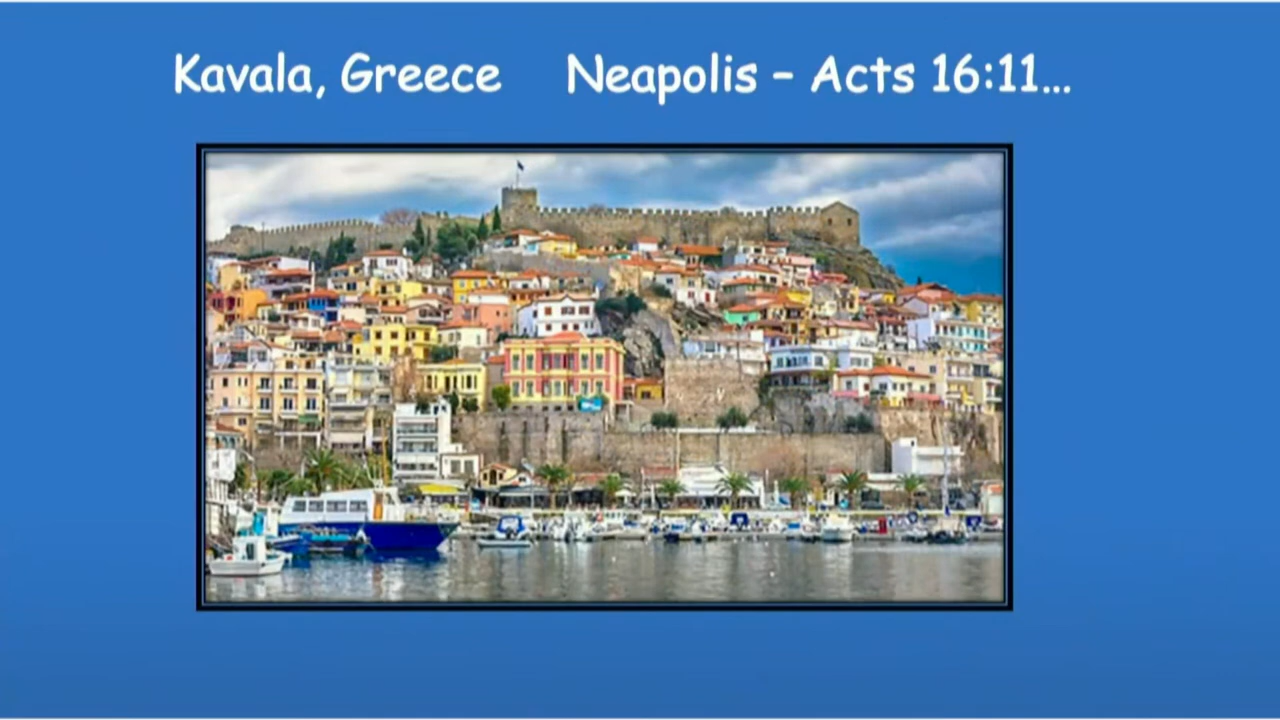 Kavala, Greece Neapolis – Acts 16:11…